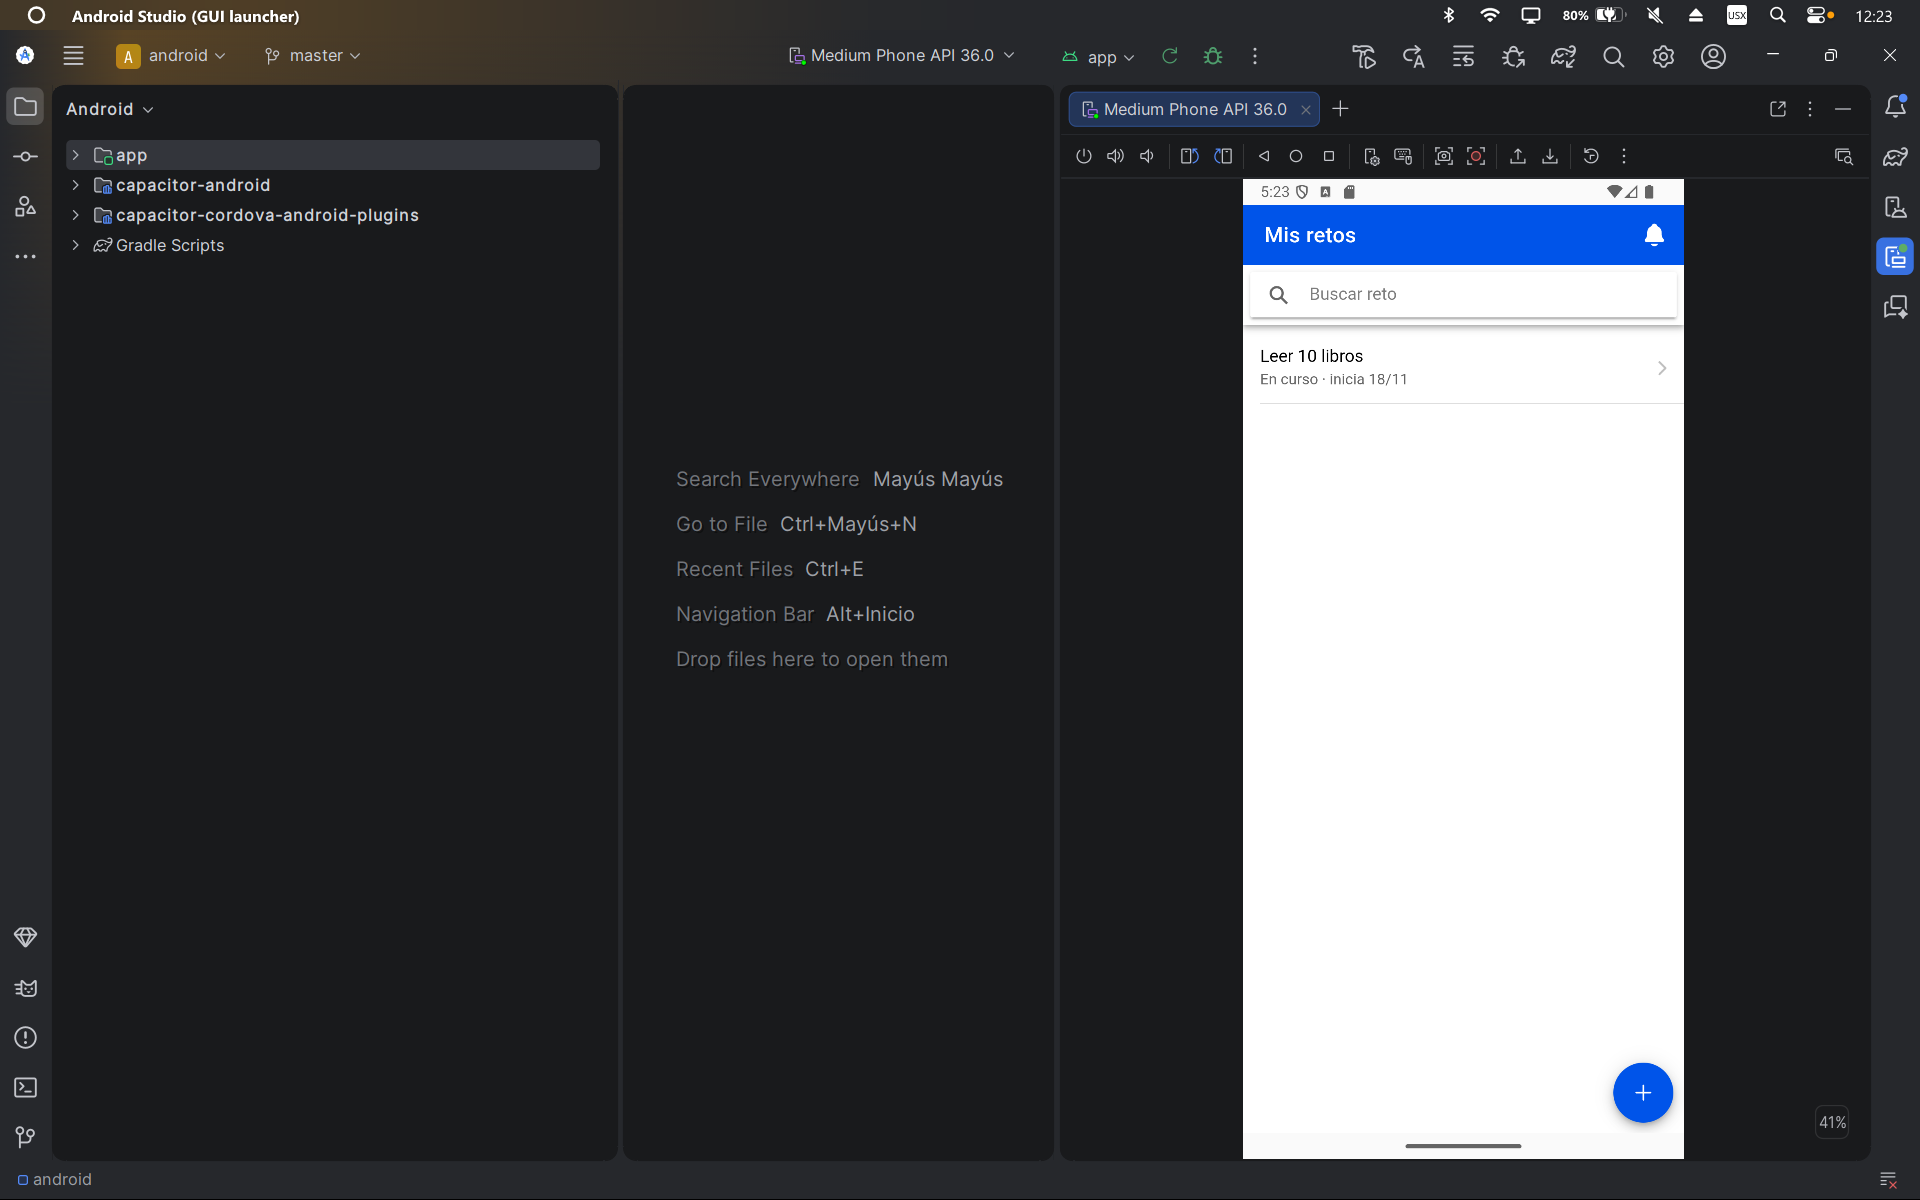 Android Studio (GUI launcher)
80%
USX
12:23
A
android
master
Medium Phone API 36.0
app
Android
app
capacitor-android
capacitor-cordova-android-plugins
Gradle Scripts
Search Everywhere Mayús Mayús
Go to File Ctrl+Mayús+N
Recent Files Ctrl+E
Navigation Bar Alt+Inicio
Drop files here to open them
Medium Phone API 36.0
5:23
A
Mis retos
Buscar reto
Leer 10 libros
En curso · inicia 18/11
41%
android